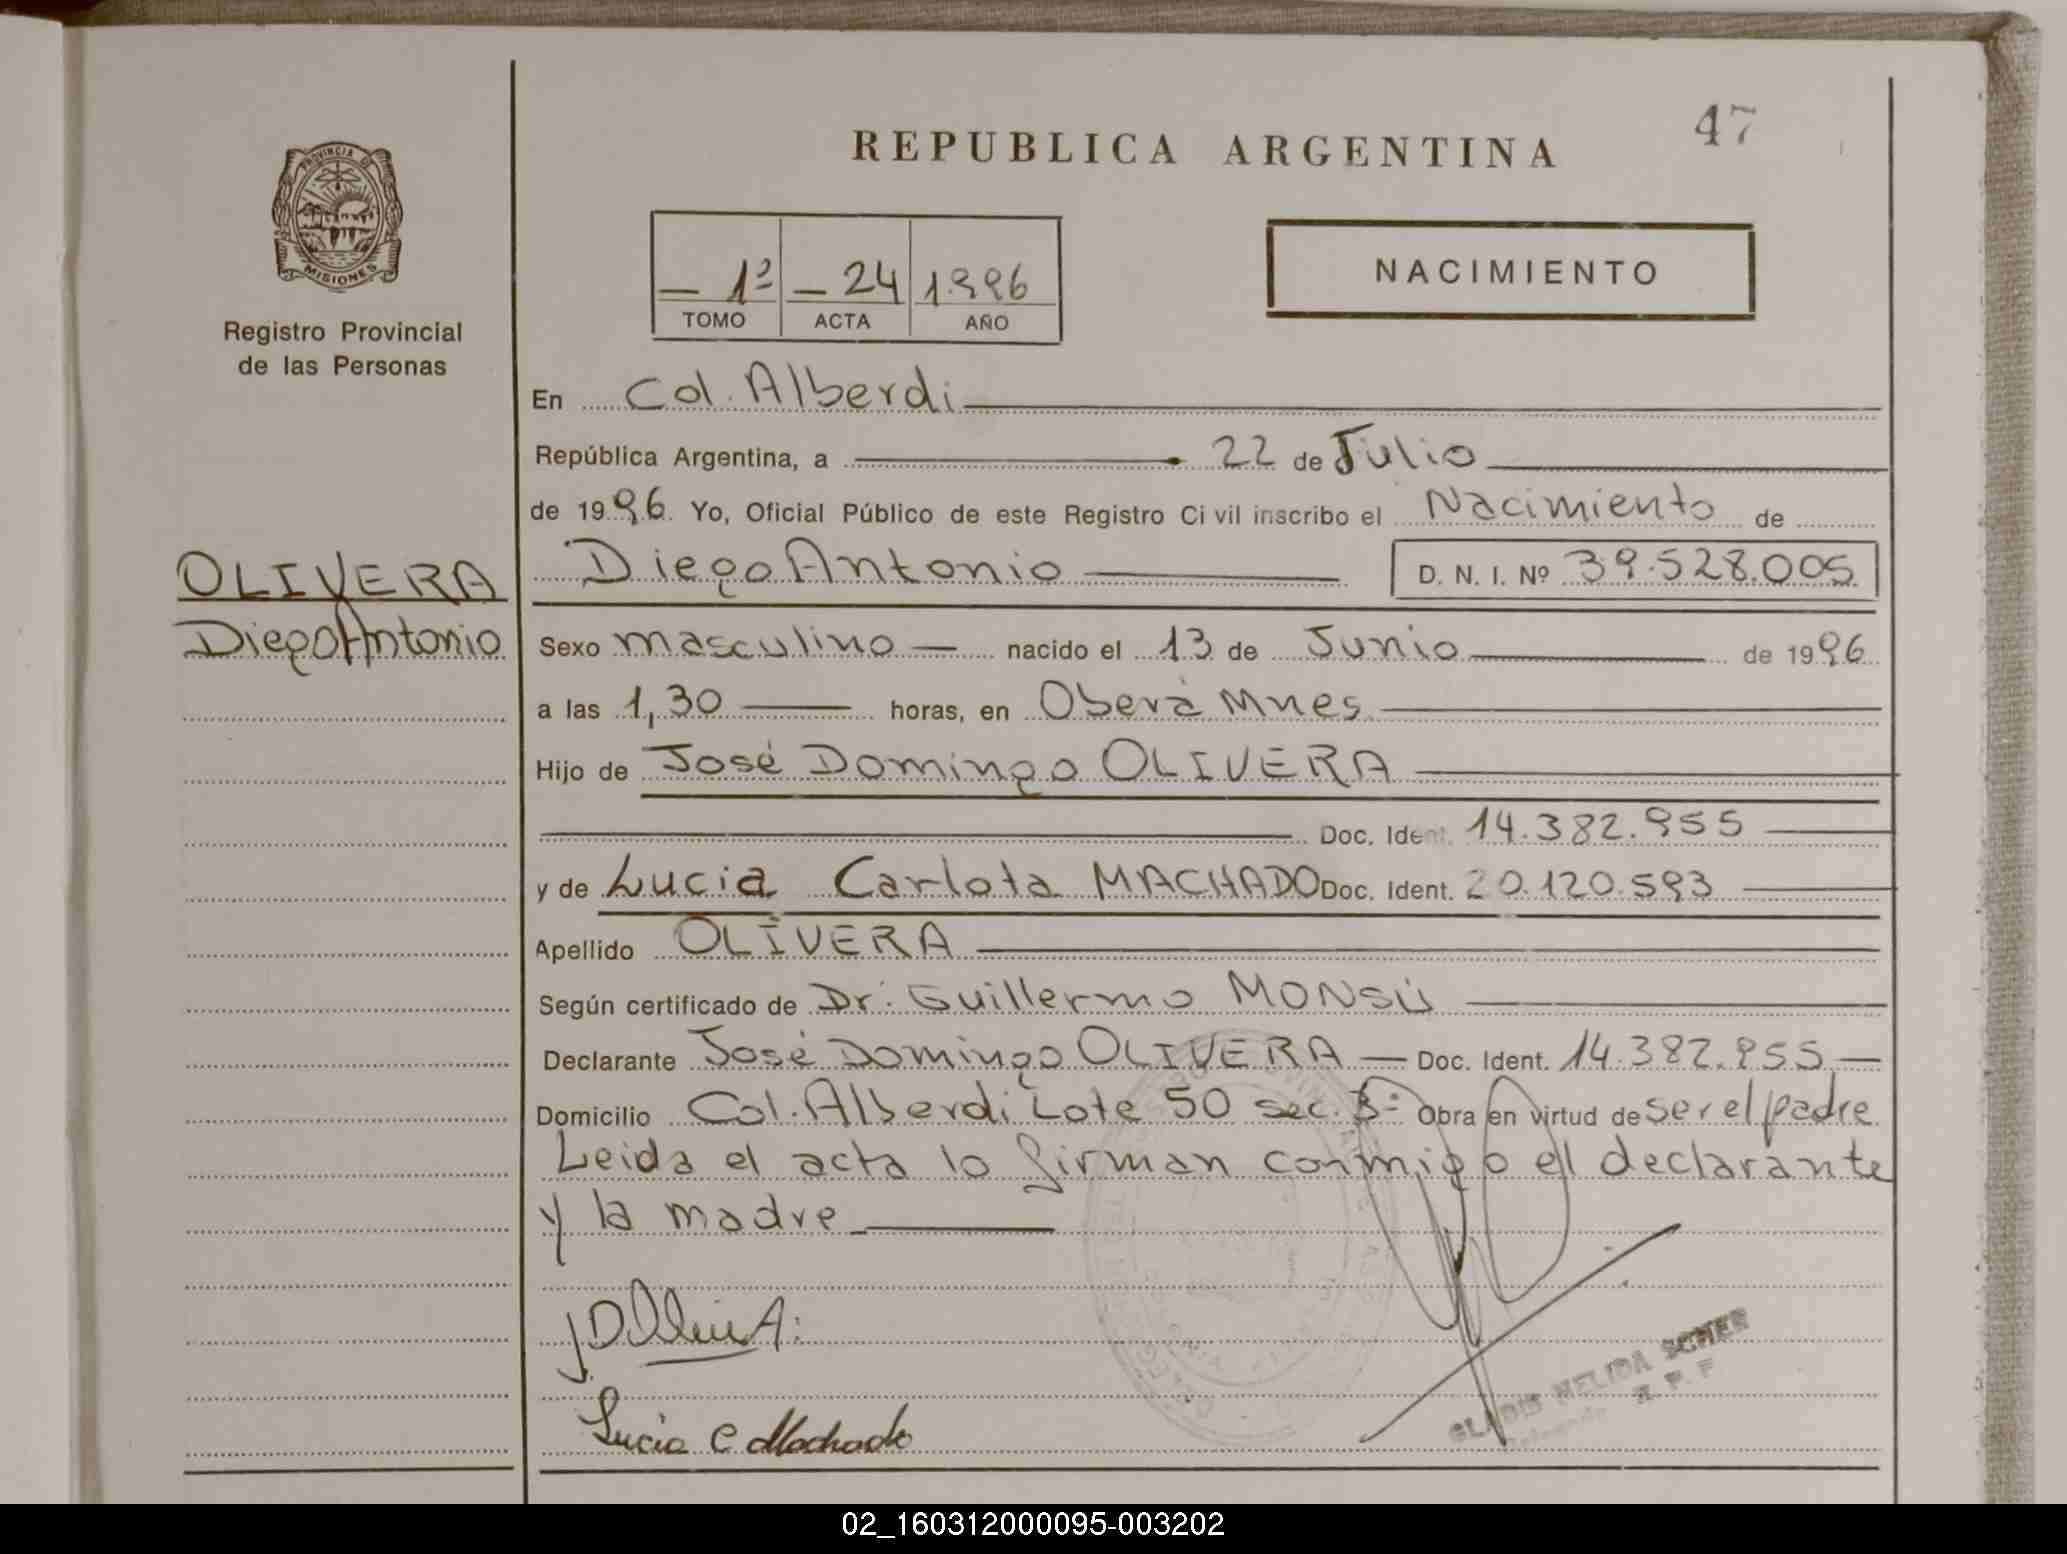 47
REPUBLICA ARGENTINA
PROVINCIA DE
MISIONES
Registro Provincial
de las Personas
— 1º — 24 1996
TOMO ACTA AÑO
NACIMIENTO
En Col. Alberdi
República Argentina, a 22 de Julio
de 1996. Yo, Oficial Público de este Registro Civil inscribo el Nacimiento de
OLIVERA
Diego Antonio
Diego Antonio D. N. I. Nº 39.528.005
Sexo masculino nacido el 13 de Junio de 1996
a las 1,30 horas, en Oberá Mnes
Hijo de José Domingo OLIVERA
Doc. Ident. 14.382.955
y de Lucia Carlota MACHADO Doc. Ident. 20.120.593
Apellido OLIVERA
Según certificado de Dr. Guillermo MONSÚ
Declarante José Domingo OLIVERA Doc. Ident. 14.382.955
Domicilio Col. Alberdi Lote 50 sec. 3º Obra en virtud de ser el padre
Leida el acta lo firman conmigo el declarante
y la madre
Lucia C Machado
GLADIS NELIDA SCHER
02_160312000095-003202